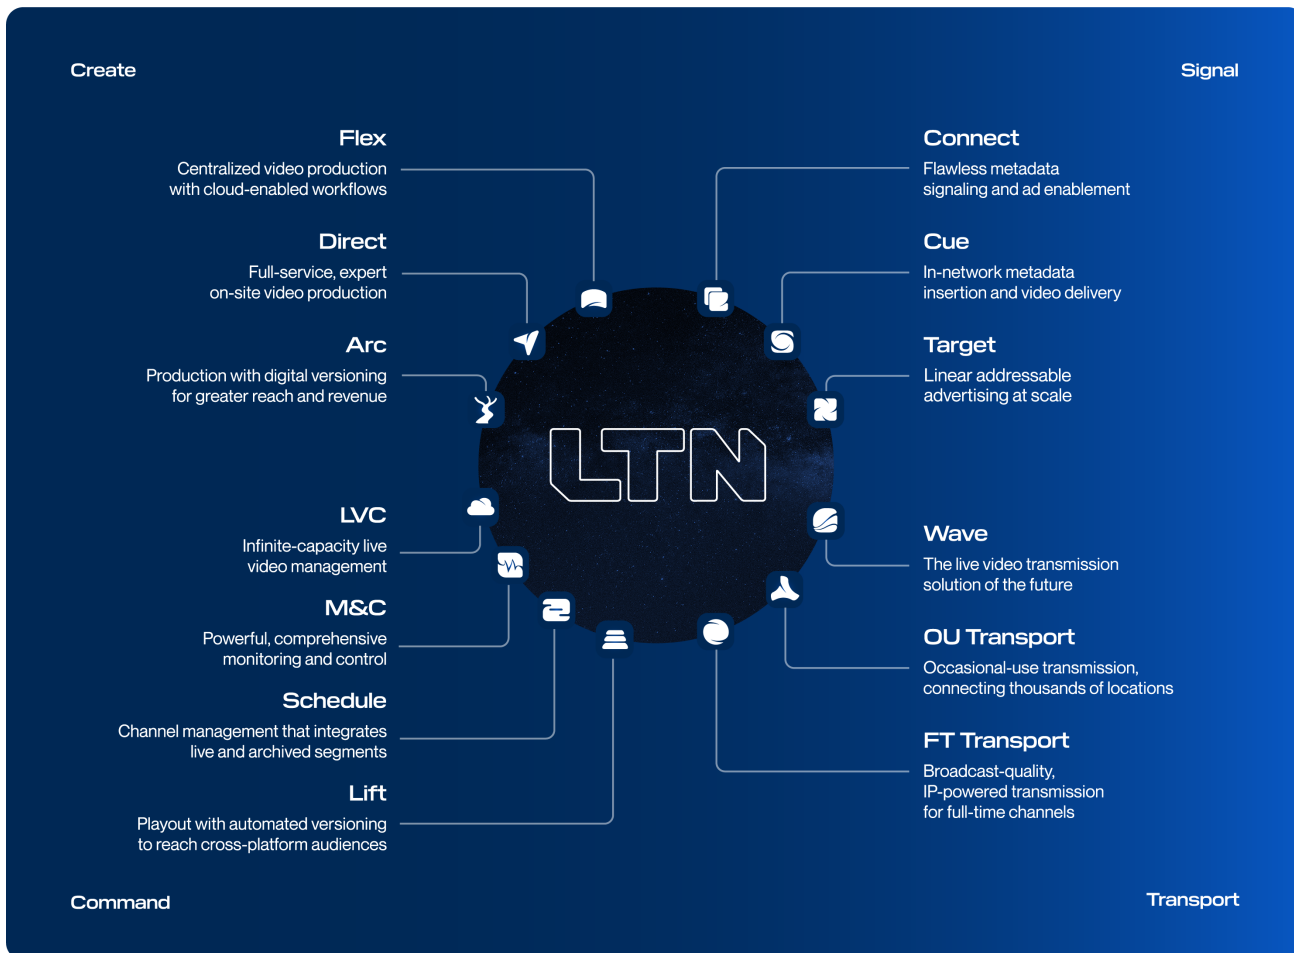 Create
Signal
Flex
Centralized video production
with cloud-enabled workflows
Direct
Full-service, expert
on-site video production
Arc
Production with digital versioning
for greater reach and revenue
Connect
Flawless metadata
signaling and ad enablement
Cue
In-network metadata
insertion and video delivery
Target
Linear addressable
advertising at scale
LTN
LVC
Infinite-capacity live
video management
M&C
Powerful, comprehensive
monitoring and control
Schedule
Channel management that integrates
live and archived segments
Lift
Playout with automated versioning
to reach cross-platform audiences
Wave
The live video transmission
solution of the future
OU Transport
Occasional-use transmission,
connecting thousands of locations
FT Transport
Broadcast-quality,
IP-powered transmission
for full-time channels
Command
Transport